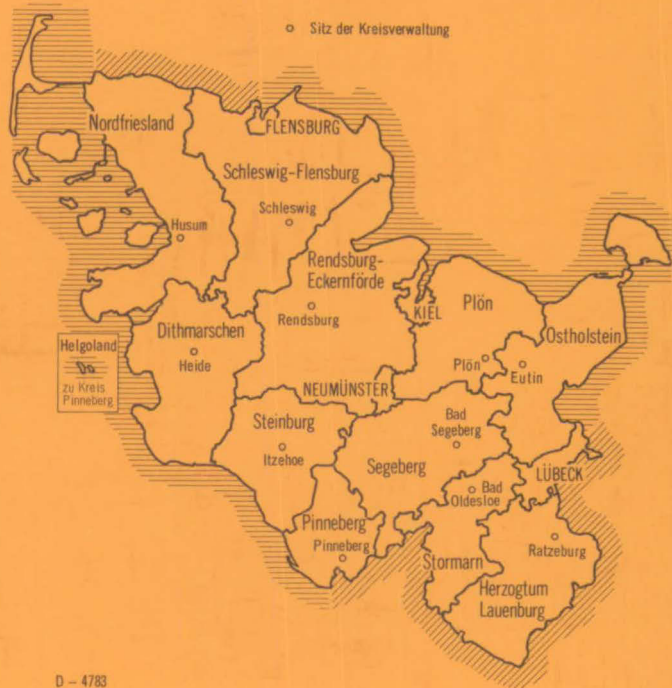 Sitz der Kreisverwaltung
Nordfriesland
FLENSBURG
Schleswig-Flensburg
Schleswig
Husum
Rendsburg-
Eckernförde
Rendsburg
KIEL
Plön
Plön
Ostholstein
Eutin
Helgoland
zu Kreis
Pinneberg
Dithmarschen
Heide
NEUMÜNSTER
Steinburg
Itzehoe
Bad
Segeberg
Segeberg
LÜBECK
Bad
Oldesloe
Pinneberg
Pinneberg
Stormarn
Ratzeburg
Herzogtum
Lauenburg
D – 4783